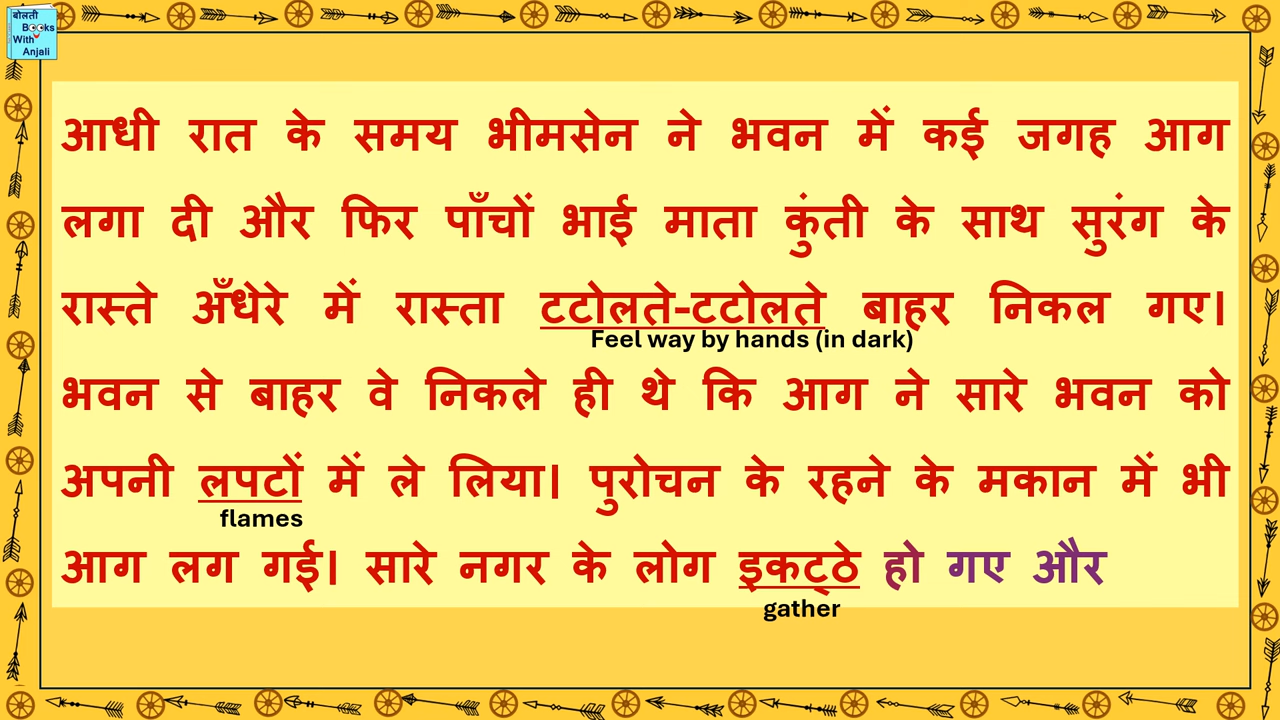 बोलती
Books
With
Anjali
आधी रात के समय भीमसेन ने भवन में कई जगह आग
लगा दी और फिर पाँचों भाई माता कुंती के साथ सुरंग के
रास्ते अँधेरे में रास्ता टटोलते-टटोलते बाहर निकल गए।
Feel way by hands (in dark)
भवन से बाहर वे निकले ही थे कि आग ने सारे भवन को
अपनी लपटों में ले लिया। पुरोचन के रहने के मकान में भी
flames
आग लग गई। सारे नगर के लोग इकट्ठे हो गए और
gather